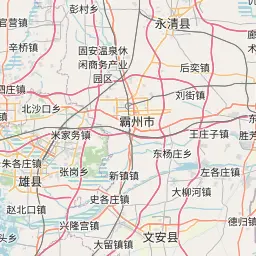 彭村乡
官营镇
永清县
辛桥镇
固安温泉休
闲商务产业
园区
后奕镇
北沙口乡
刘街镇
霸州市
米家务镇
王庄子镇
朱各庄镇
东杨庄乡
张岗乡
雄县
新镇镇
左各庄镇
大柳河镇
史各庄镇
赵北口镇
兴隆宫镇
德归镇
文安县
大留镇镇